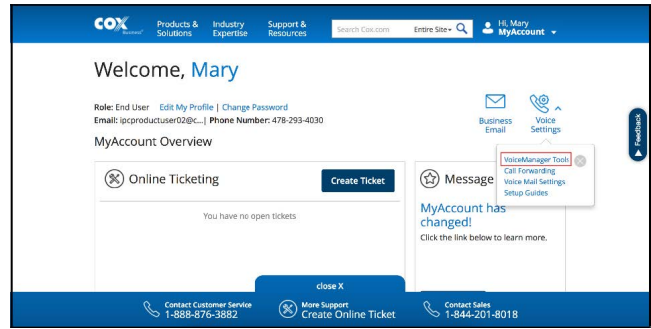 COX Business
Products & Solutions
Industry Expertise
Support & Resources
Search Cox.com
Entire Site
Hi, Mary
MyAccount
Welcome, Mary
Role: End User Edit My Profile | Change Password
Email: ipcproductuser02@c...| Phone Number: 478-293-4030
Business Email
Voice Settings
VoiceManager Tools
Call Forwarding
Voice Mail Settings
Setup Guides
Feedback
MyAccount Overview
Online Ticketing
Create Ticket
You have no open tickets
Message
MyAccount has
changed!
Click the link below to learn more.
close X
Contact Customer Service
1-888-876-3882
More Support
Create Online Ticket
Contact Sales
1-844-201-8018